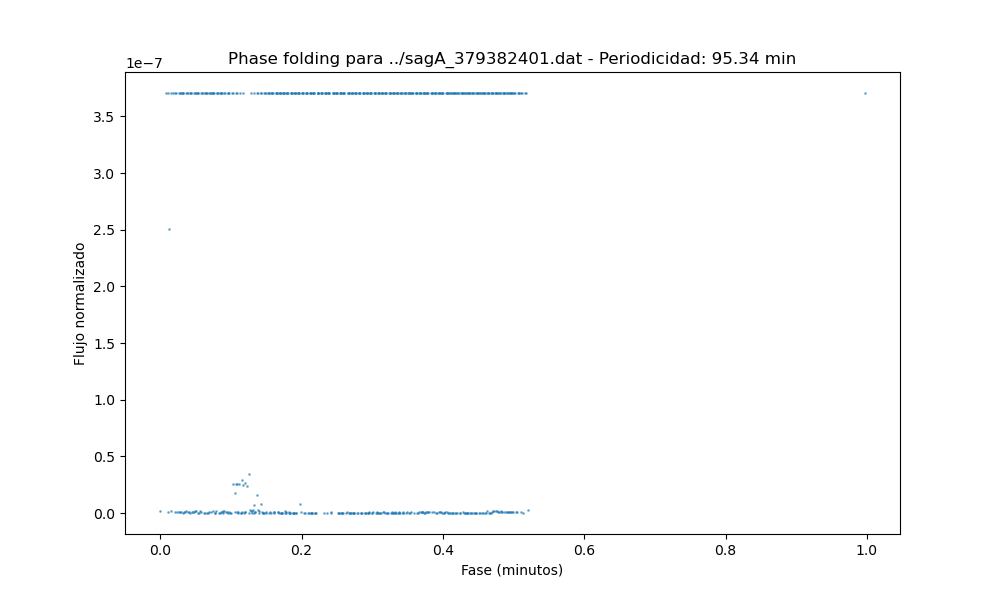 Phase folding para ../sagA_379382401.dat - Periodicidad: 95.34 min
1e−7
3.5
3.0
2.5
2.0
1.5
1.0
0.5
0.0
Flujo normalizado
0.0 0.2 0.4 0.6 0.8 1.0
Fase (minutos)